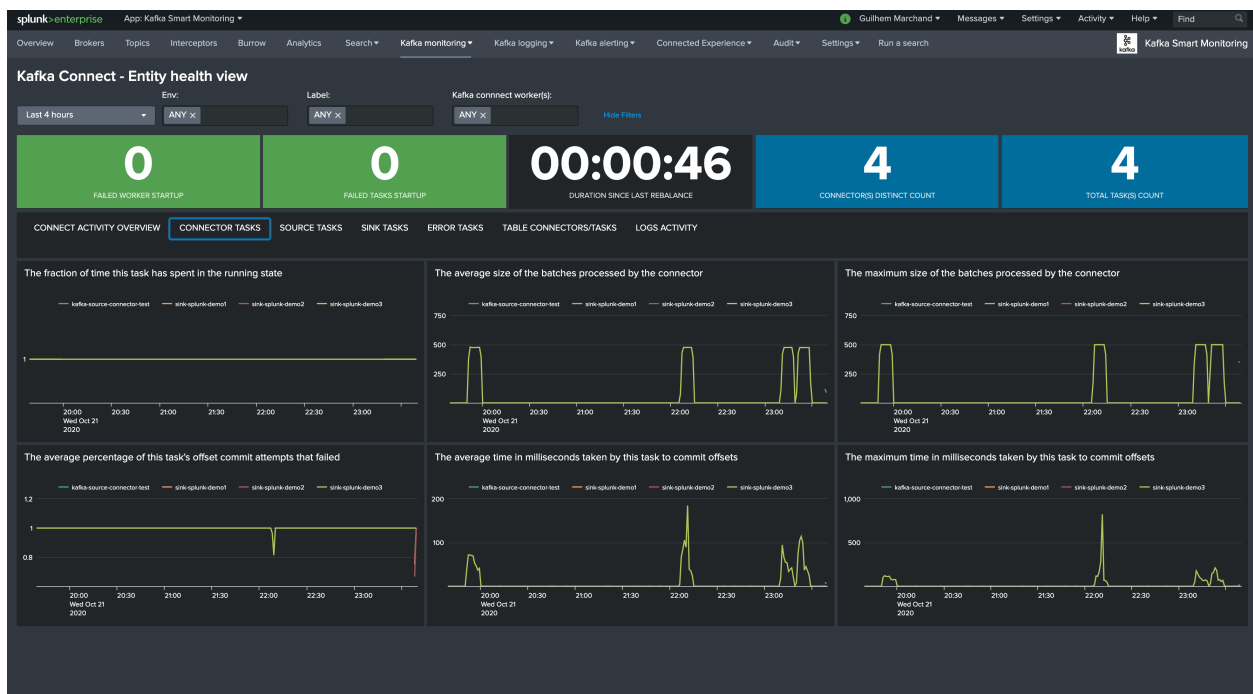 splunk>enterprise App: Kafka Smart Monitoring ▾ i Guilhem Marchand ▾ Messages ▾ Settings ▾ Activity ▾ Help ▾ Find
Overview Brokers Topics Interceptors Burrow Analytics Search ▾ Kafka monitoring ▾ Kafka logging ▾ Kafka alerting ▾ Connected Experience ▾ Audit ▾ Settings ▾ Run a search kafka Kafka Smart Monitoring
Kafka Connect - Entity health view
Env: Label: Kafka connnect worker(s):
Last 4 hours ANY × ANY × ANY × Hide Filters
0 0 00:00:46 4 4
FAILED WORKER STARTUP FAILED TASKS STARTUP DURATION SINCE LAST REBALANCE CONNECTOR(S) DISTINCT COUNT TOTAL TASK(S) COUNT
CONNECT ACTIVITY OVERVIEW CONNECTOR TASKS SOURCE TASKS SINK TASKS ERROR TASKS TABLE CONNECTORS/TASKS LOGS ACTIVITY
The fraction of time this task has spent in the running state
kafka-source-connector-test sink-splunk-demo1 sink-splunk-demo2 sink-splunk-demo3
1
20:00 20:30 21:00 21:30 22:00 22:30 23:00
Wed Oct 21
2020
The average size of the batches processed by the connector
kafka-source-connector-test sink-splunk-demo1 sink-splunk-demo2 sink-splunk-demo3
750
500
250
20:00 20:30 21:00 21:30 22:00 22:30 23:00
Wed Oct 21
2020
The maximum size of the batches processed by the connector
kafka-source-connector-test sink-splunk-demo1 sink-splunk-demo2 sink-splunk-demo3
750
500
250
20:00 20:30 21:00 21:30 22:00 22:30 23:00
Wed Oct 21
2020
The average percentage of this task's offset commit attempts that failed
kafka-source-connector-test sink-splunk-demo1 sink-splunk-demo2 sink-splunk-demo3
1.2
1
0.8
20:00 20:30 21:00 21:30 22:00 22:30 23:00
Wed Oct 21
2020
The average time in milliseconds taken by this task to commit offsets
kafka-source-connector-test sink-splunk-demo1 sink-splunk-demo2 sink-splunk-demo3
200
100
20:00 20:30 21:00 21:30 22:00 22:30 23:00
Wed Oct 21
2020
The maximum time in milliseconds taken by this task to commit offsets
kafka-source-connector-test sink-splunk-demo1 sink-splunk-demo2 sink-splunk-demo3
1,000
500
20:00 20:30 21:00 21:30 22:00 22:30 23:00
Wed Oct 21
2020